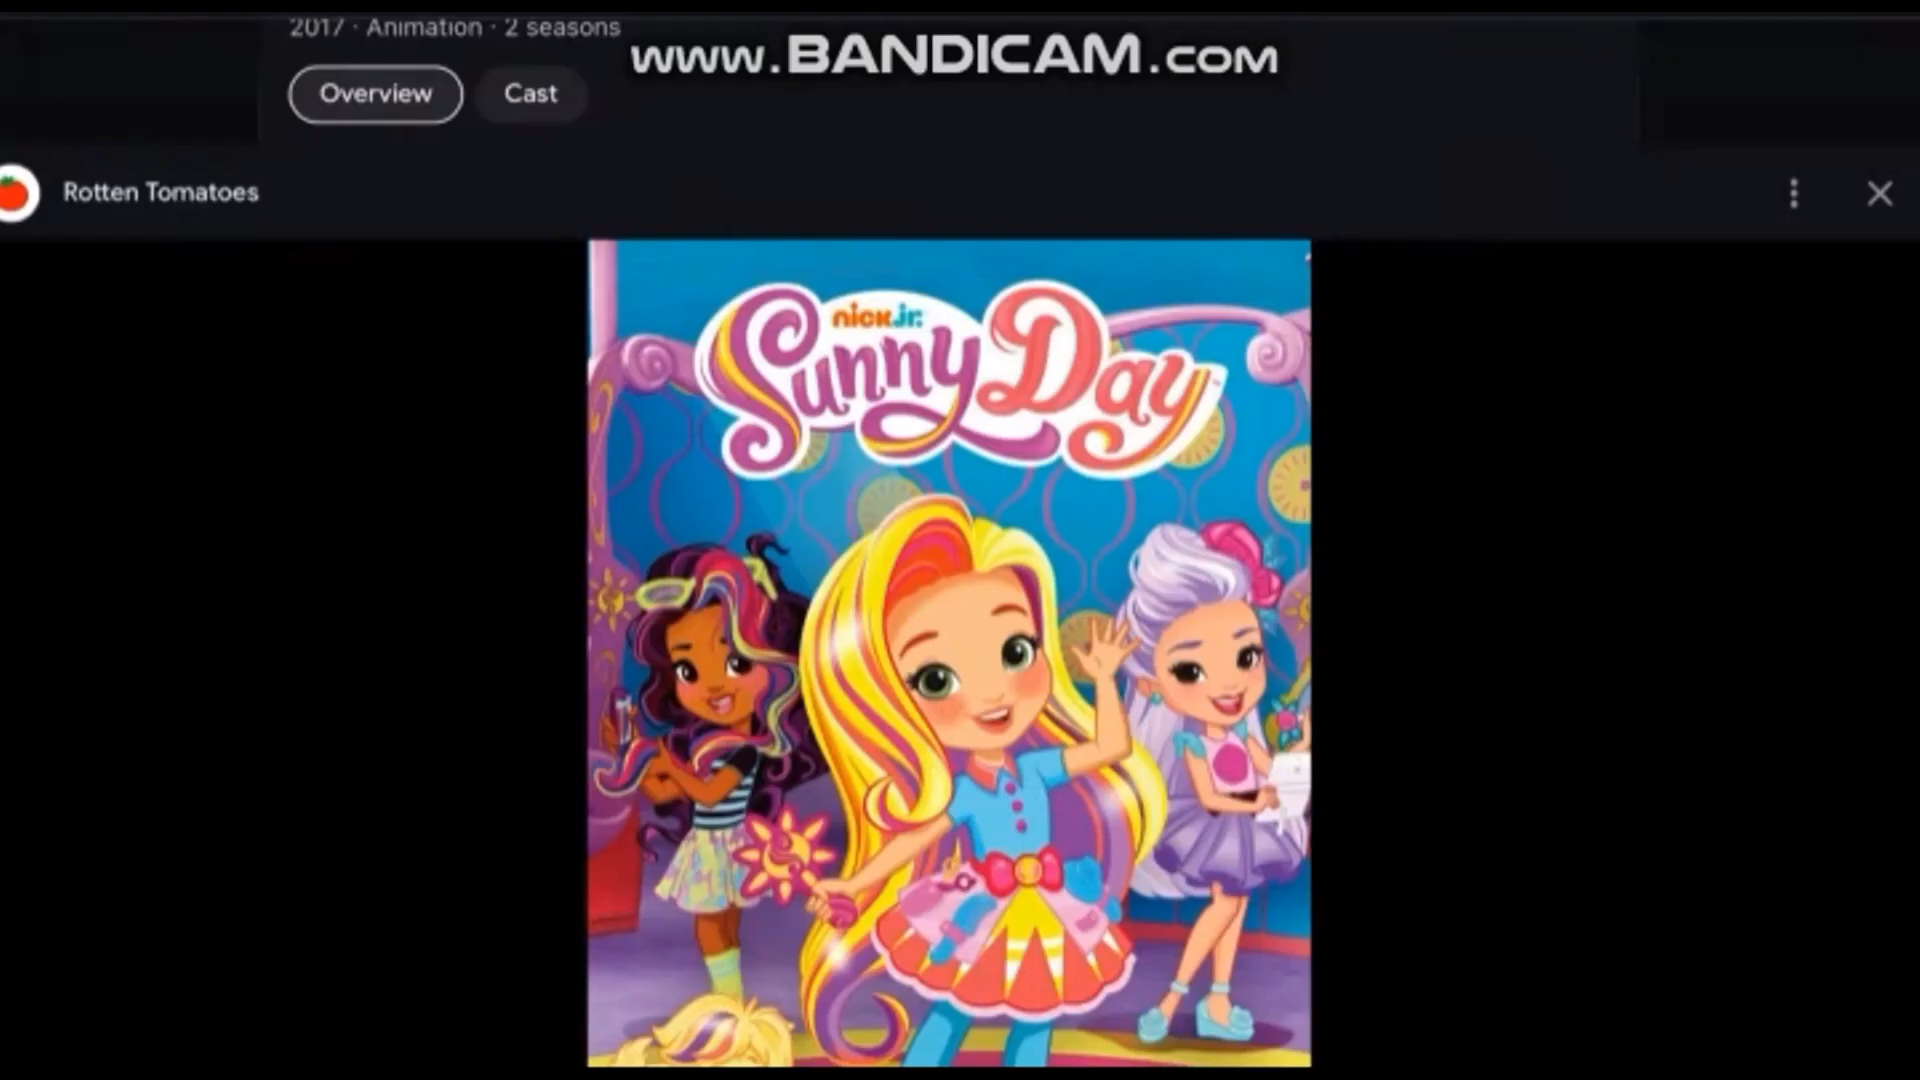 2017 · Animation · 2 seasons
www.BANDICAM.com
Overview
Cast
Rotten Tomatoes
nick jr.
Sunny Day